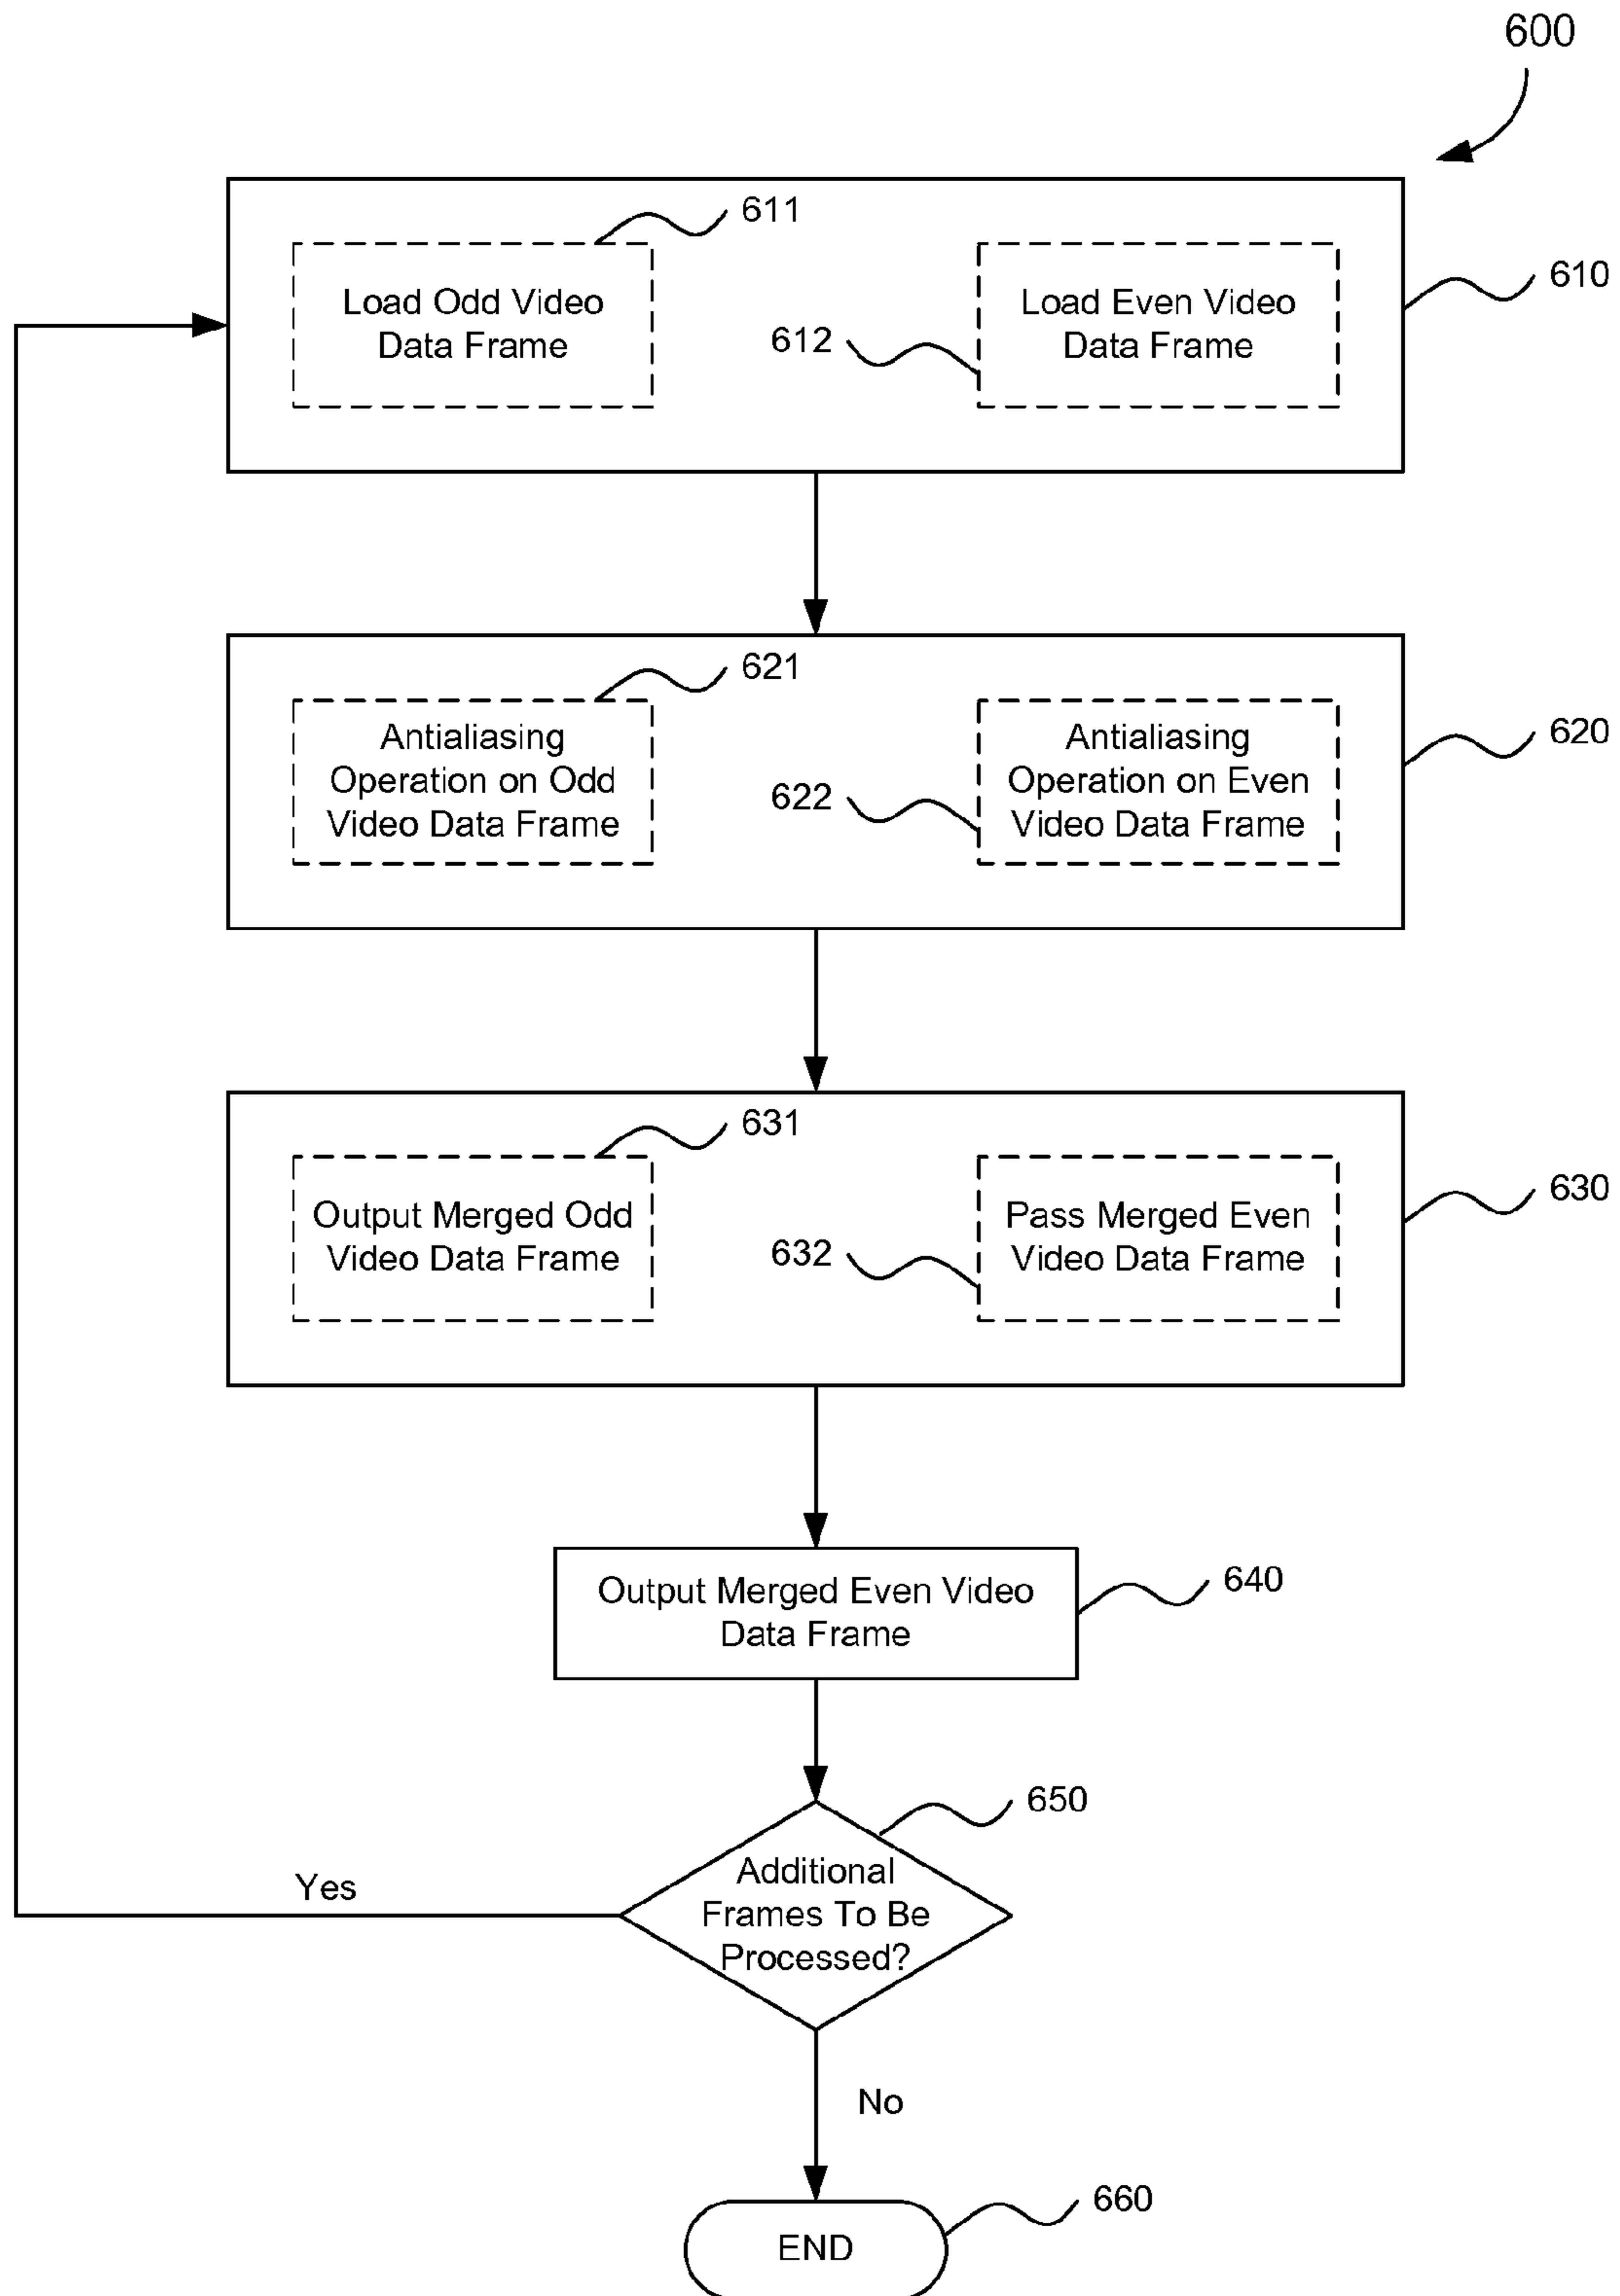 600
611
Load Odd Video
Data Frame
612
Load Even Video
Data Frame
610
621
Antialiasing
Operation on Odd
Video Data Frame
622
Antialiasing
Operation on Even
Video Data Frame
620
631
Output Merged Odd
Video Data Frame
632
Pass Merged Even
Video Data Frame
630
Output Merged Even Video
Data Frame
640
650
Additional
Frames To Be
Processed?
Yes
No
660
END